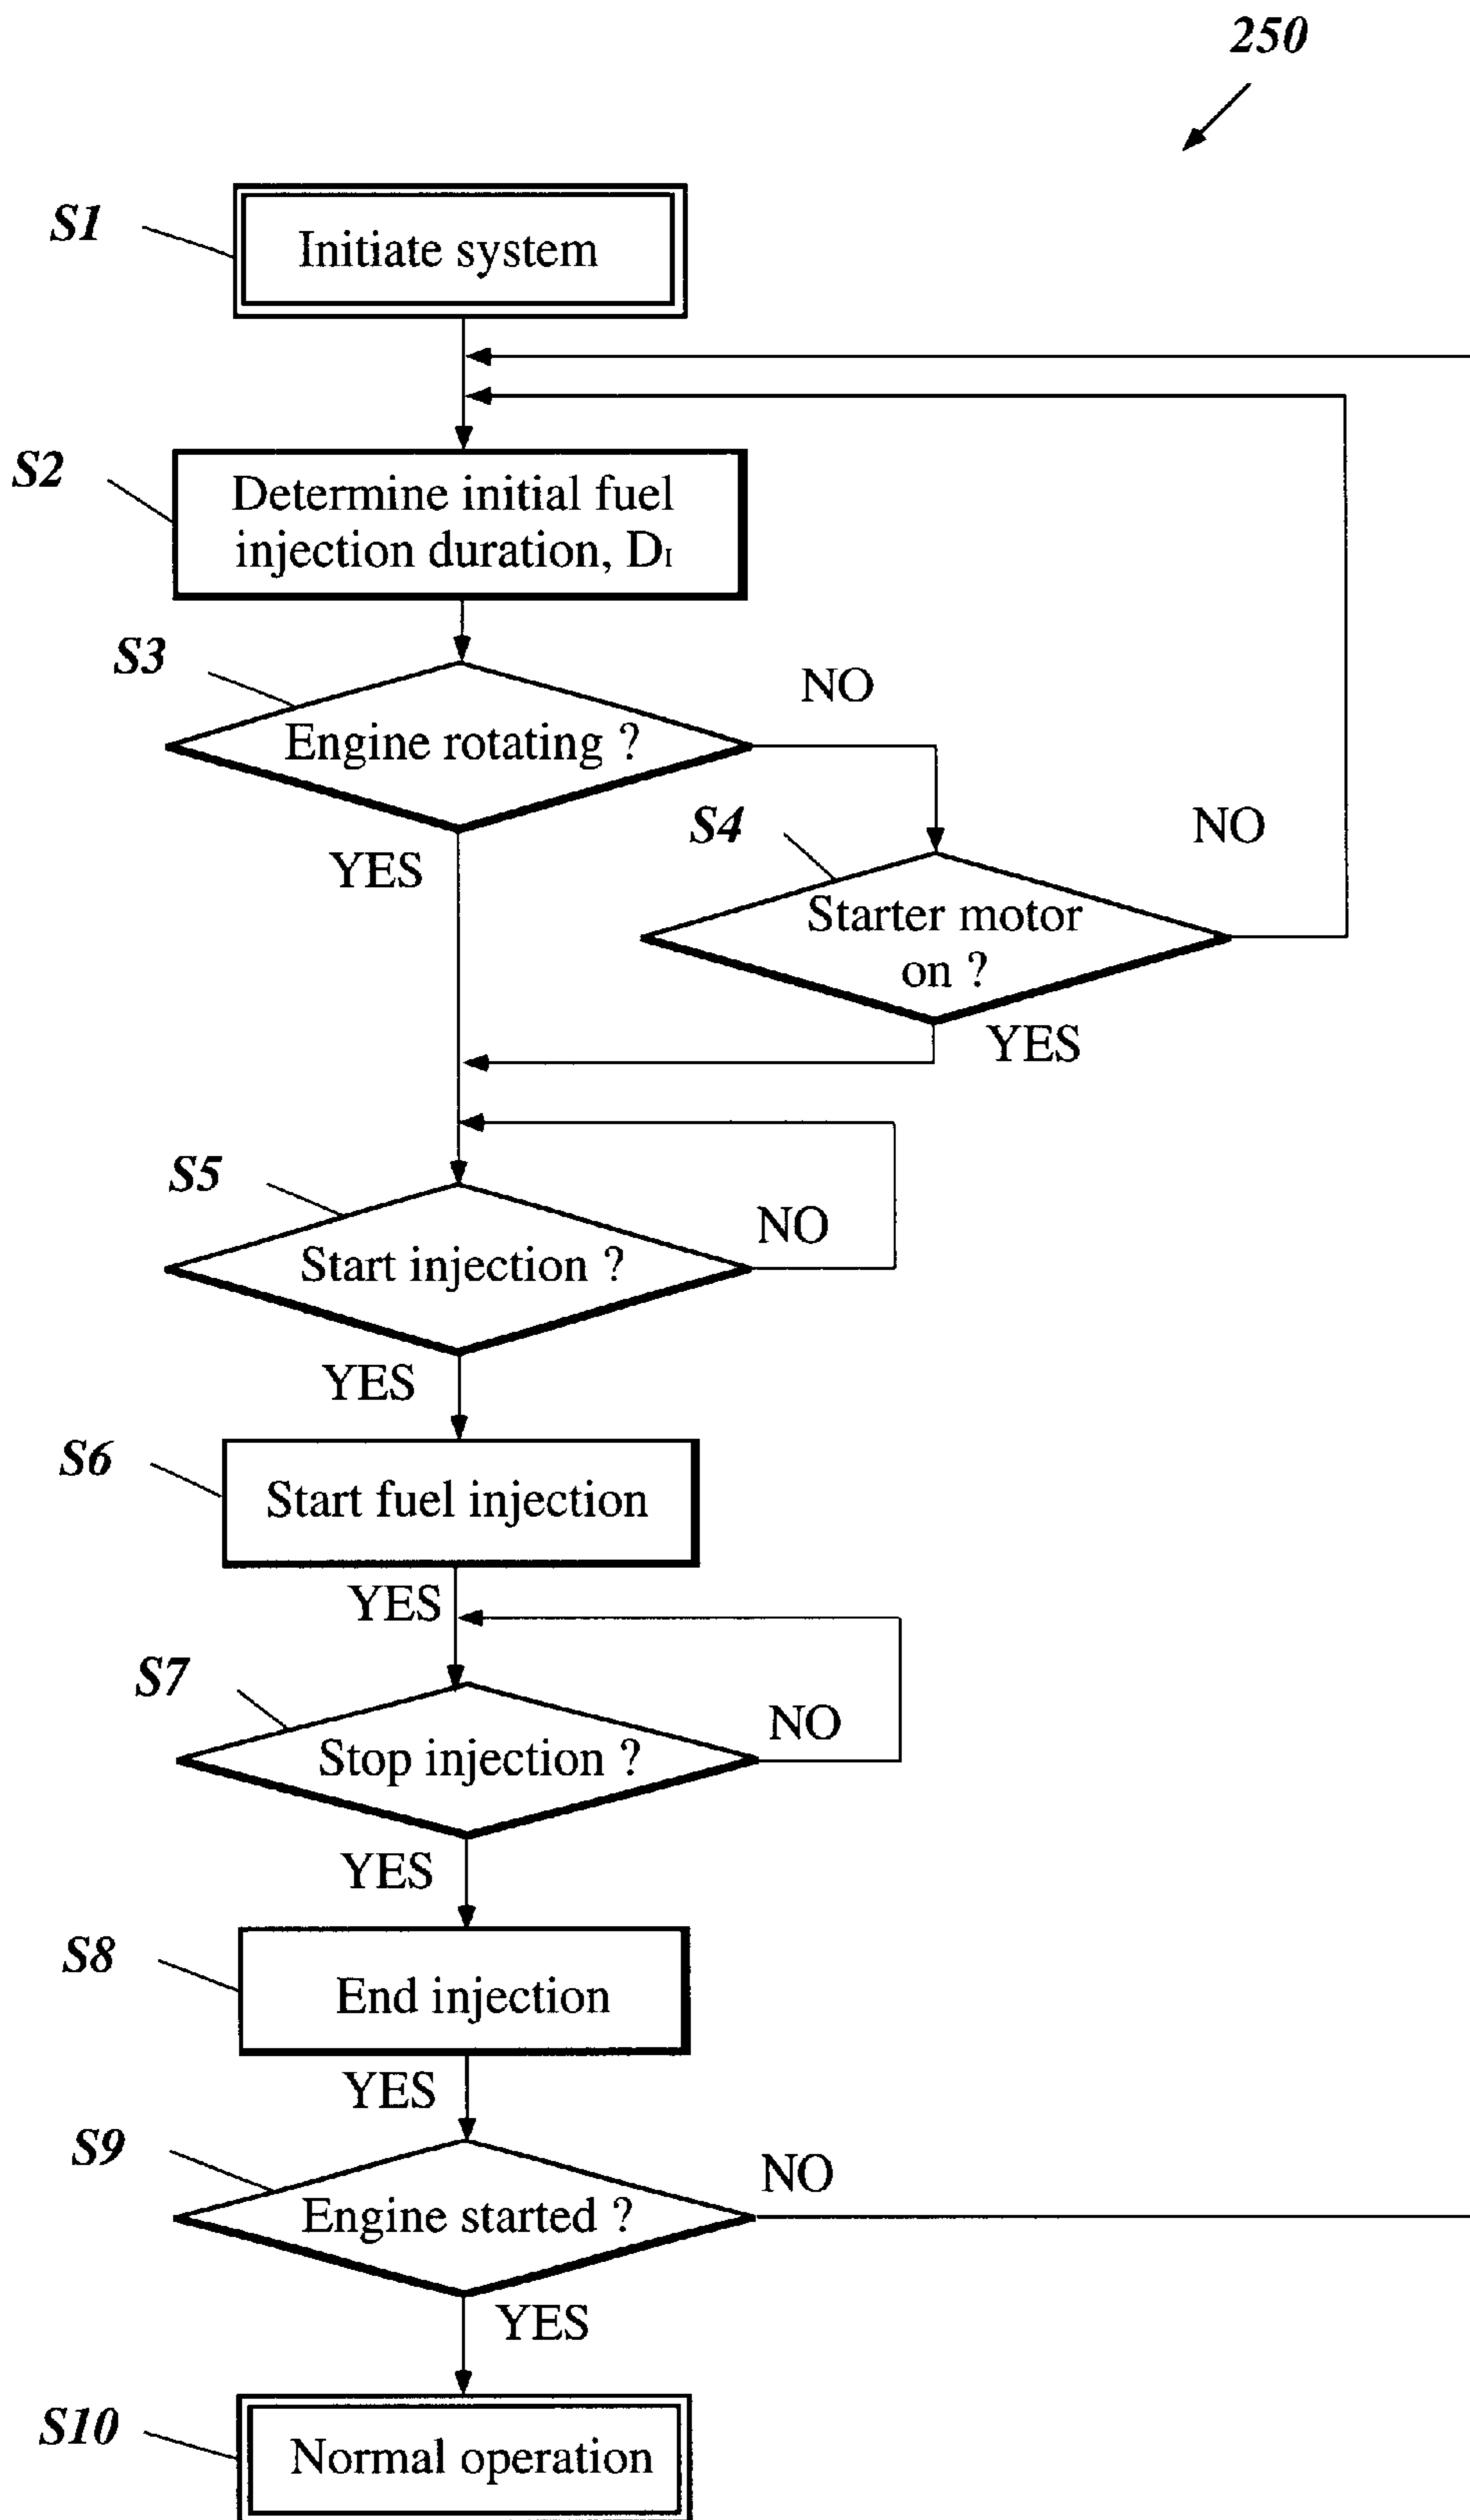 250
S1
Initiate system
S2
Determine initial fuel
injection duration, DI
S3
Engine rotating ?
NO
YES
S4
Starter motor
on ?
NO
YES
S5
Start injection ?
NO
YES
S6
Start fuel injection
YES
S7
Stop injection ?
NO
YES
S8
End injection
YES
S9
Engine started ?
NO
YES
S10
Normal operation